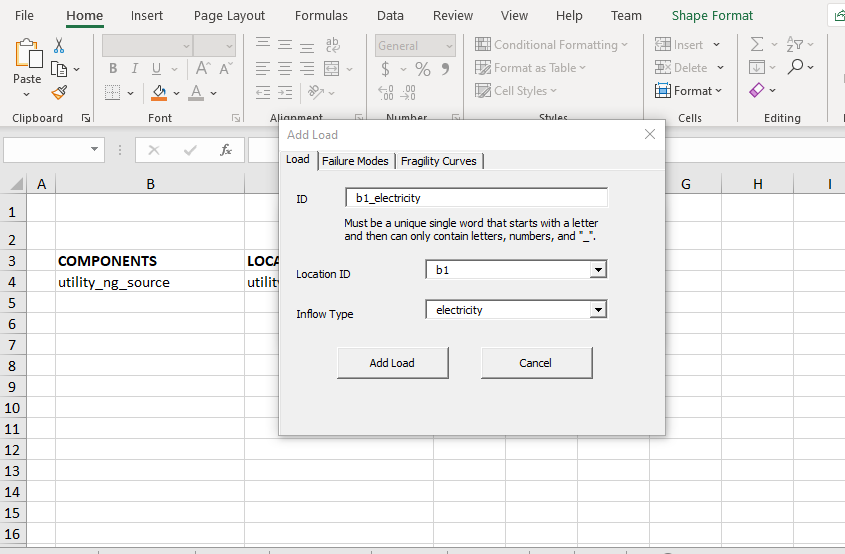 File Home Insert Page Layout Formulas Data Review View Help Team Shape Format
Paste
B I U A A
ab
General
$ % 9
.00
Conditional Formatting
Format as Table
Cell Styles
Insert
Delete
Format
Clipboard Font Alignment Number Styles Cells Editing
fx
Add Load
Load Failure Modes Fragility Curves
ID b1_electricity
Must be a unique single word that starts with a letter
and then can only contain letters, numbers, and "_".
Location ID b1
Inflow Type electricity
Add Load Cancel
A B G H I
1
2
3 COMPONENTS LOCA
4 utility_ng_source utilit
5
6
7
8
9
10
11
12
13
14
15
16